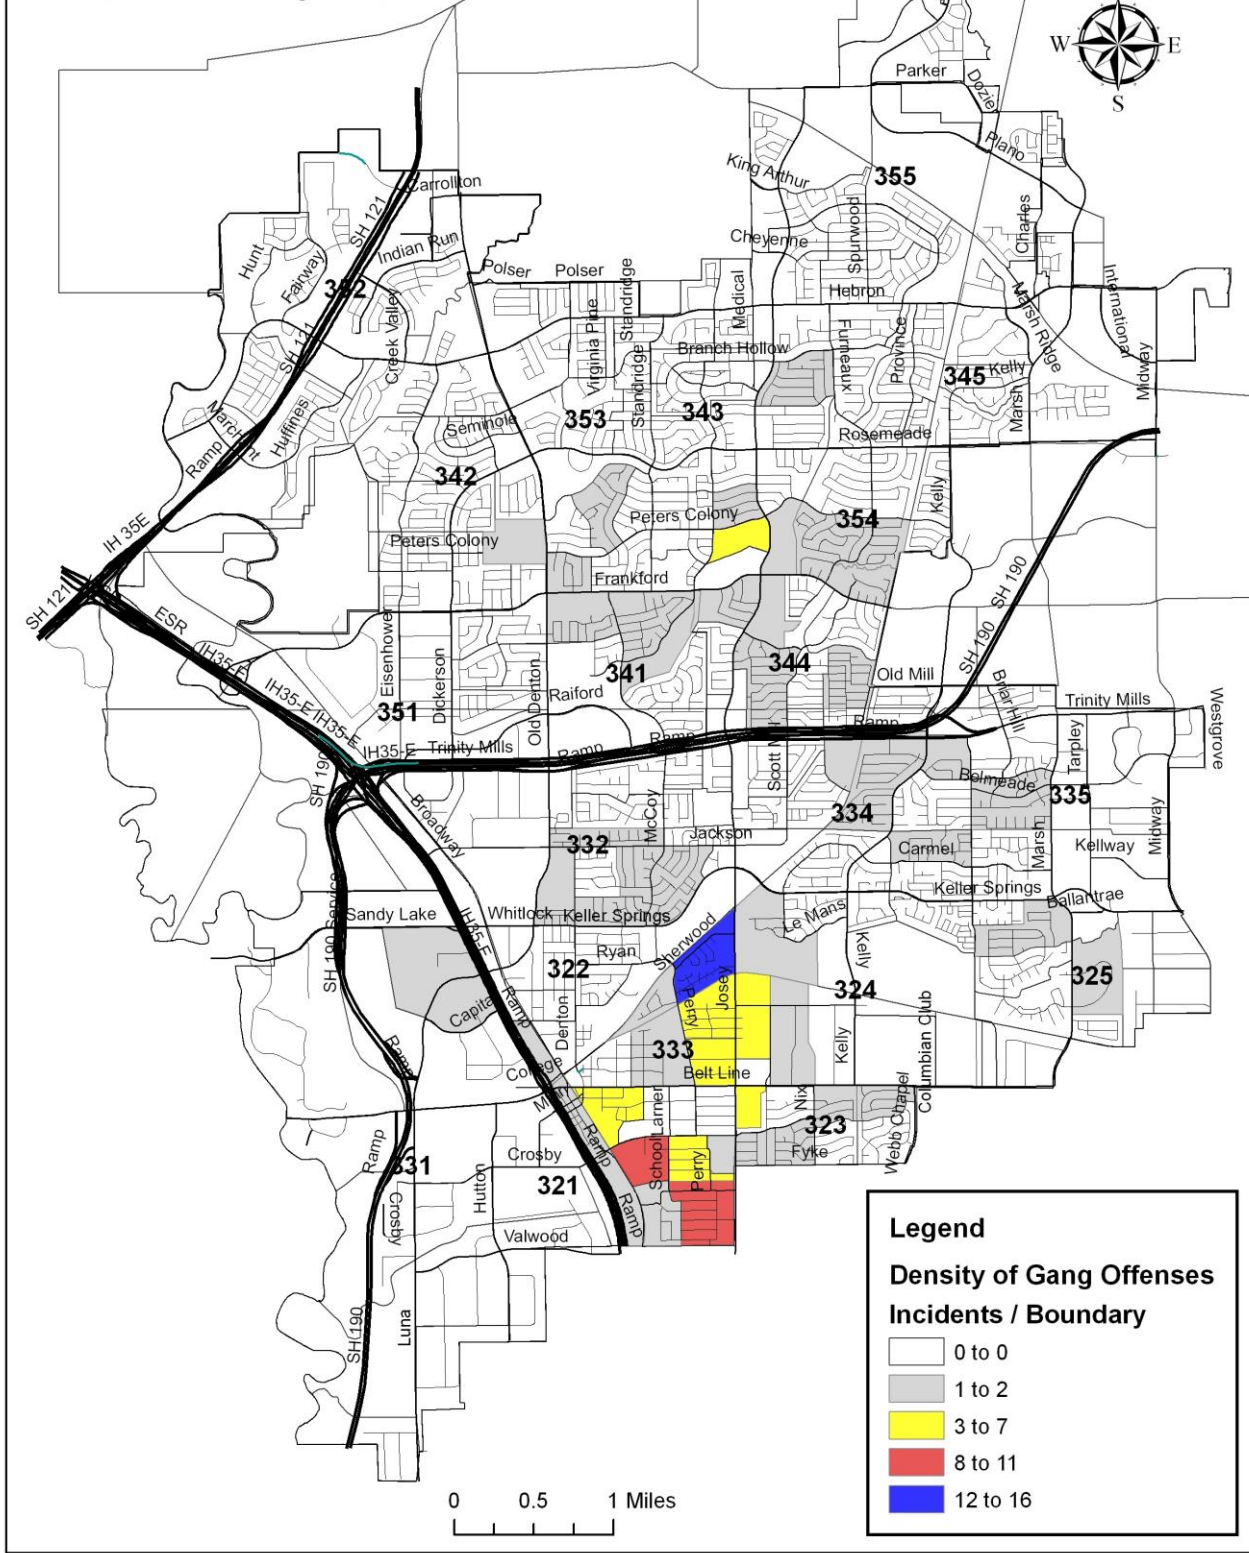 W E
S
Parker
Dozier
Plano
King Arthur
355
Carrollton
SH 121
Indian Run
Hunt
Fairway
Cheyenne
Spurwood
Charles
Polser Polser
Standridge
Medical
Hebron
International
352
Creek Valley
SH 121
Virginia Pine
Branch Hollow
Furneaux
Province
Marsh Ridge
345
Kelly
Midway
Standridge
343
353
Marsh
Marchant
Huffines
Seminole
Rosemeade
Ramp
342
Kelly
IH 35E
Peters Colony
354
Peters Colony
Frankford
SH 190
SH 121
ESR
Eisenhower
SH 190
IH35-E
341
344
Old Mill
IH35-E
IH35-E
Dickerson
Old Denton
Raiford
Briar Hill
Trinity Mills
Westgrove
351
Ramp
Ramp
Ramp
IH35-E
Trinity Mills
Tarpley
SH 190
Scott Mill
Belmeade
335
Broadway
McCoy
334
Midway
332
Jackson
Marsh
Kellway
Carmel
Keller Springs
Ballantrae
SH 190 Service
Sandy Lake
IH35-E
Whitlock
Keller Springs
Sherwood
Le Mans
Ryan
Kelly
322
325
324
Perry
Josey
Capital
Ramp
Denton
Columbian Club
Kelly
333
Ramp
College
Belt Line
Webb Chapel
Larner
Nix
323
Ramp
Ramp
Crosby
School
Perry
Fyke
331
Hutton
321
Crosby
Ramp
Valwood
SH 190
Luna
Legend
Density of Gang Offenses
Incidents / Boundary
0 to 0
1 to 2
3 to 7
8 to 11
12 to 16
0 0.5 1 Miles